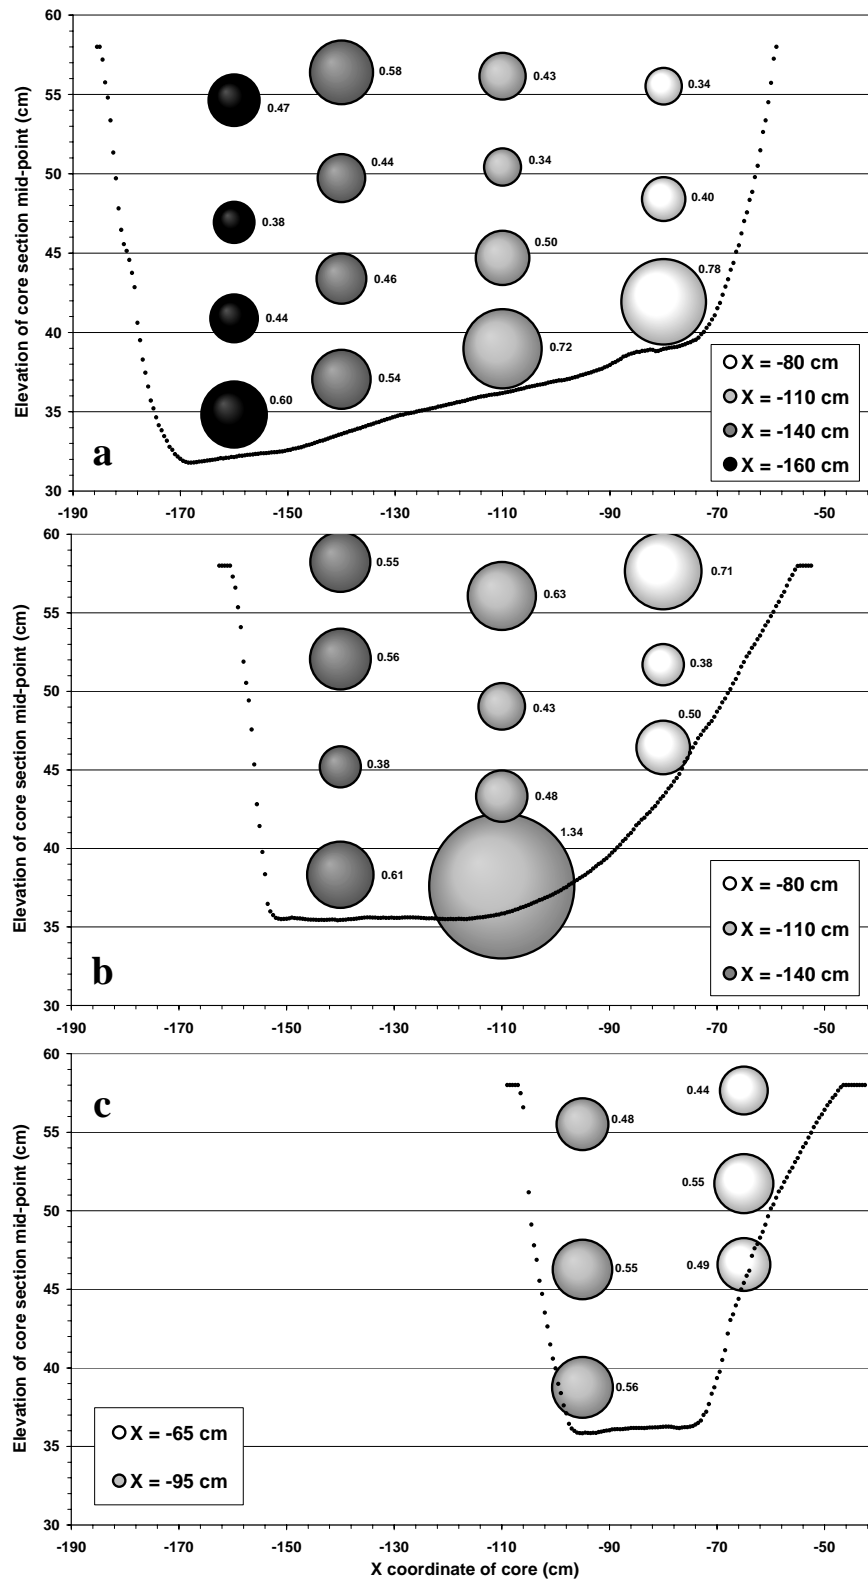 60
55
50
45
40
35
30
Elevation of core section mid-point (cm)
0.58
0.43
0.34
0.47
0.44
0.34
0.40
0.38
0.50
0.78
0.46
0.44
0.72
0.54
0.60
a
X = -80 cm
X = -110 cm
X = -140 cm
X = -160 cm
-190 -170 -150 -130 -110 -90 -70 -50
60
55
50
45
40
35
30
Elevation of core section mid-point (cm)
0.55
0.71
0.63
0.56
0.38
0.43
0.50
0.38
0.48
1.34
0.61
b
X = -80 cm
X = -110 cm
X = -140 cm
-190 -170 -150 -130 -110 -90 -70 -50
60
55
50
45
40
35
30
Elevation of core section mid-point (cm)
c
0.44
0.48
0.55
0.55
0.49
0.56
X = -65 cm
X = -95 cm
-190 -170 -150 -130 -110 -90 -70 -50
X coordinate of core (cm)